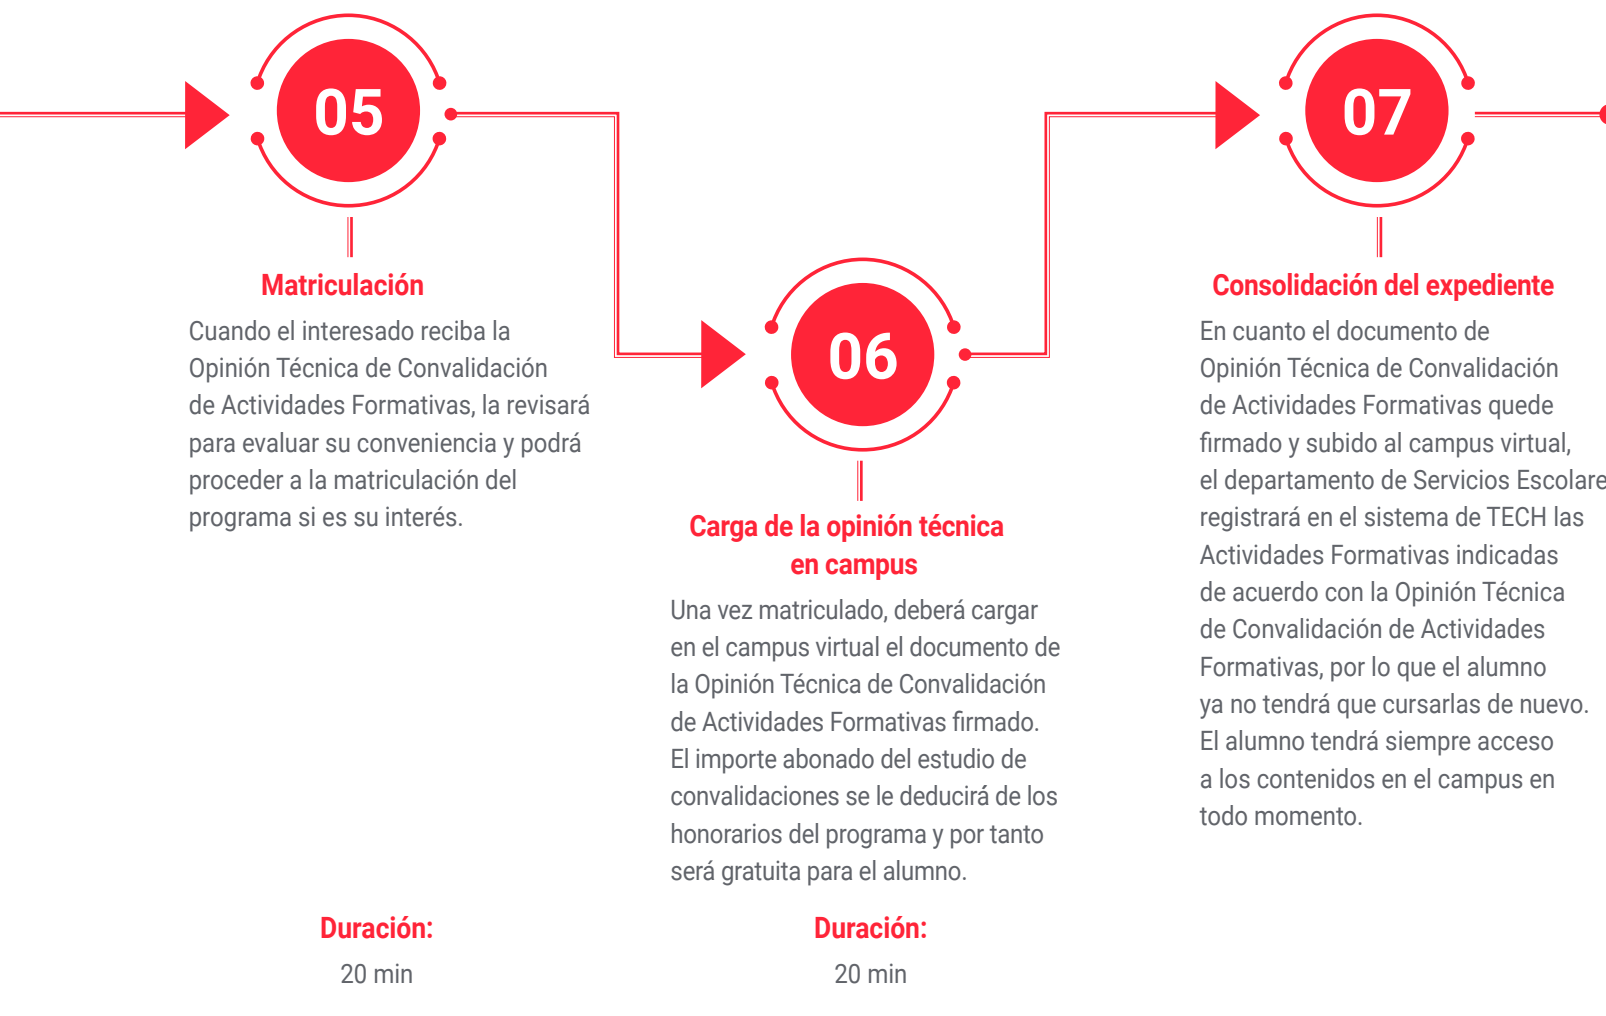 05
Matriculación
Cuando el interesado reciba la
Opinión Técnica de Convalidación
de Actividades Formativas, la revisará
para evaluar su conveniencia y podrá
proceder a la matriculación del
programa si es su interés.
Duración:
20 min
06
Carga de la opinión técnica
en campus
Una vez matriculado, deberá cargar
en el campus virtual el documento de
la Opinión Técnica de Convalidación
de Actividades Formativas firmado.
El importe abonado del estudio de
convalidaciones se le deducirá de los
honorarios del programa y por tanto
será gratuita para el alumno.
Duración:
20 min
07
Consolidación del expediente
En cuanto el documento de
Opinión Técnica de Convalidación
de Actividades Formativas quede
firmado y subido al campus virtual,
el departamento de Servicios Escolare
registrará en el sistema de TECH las
Actividades Formativas indicadas
de acuerdo con la Opinión Técnica
de Convalidación de Actividades
Formativas, por lo que el alumno
ya no tendrá que cursarlas de nuevo.
El alumno tendrá siempre acceso
a los contenidos en el campus en
todo momento.